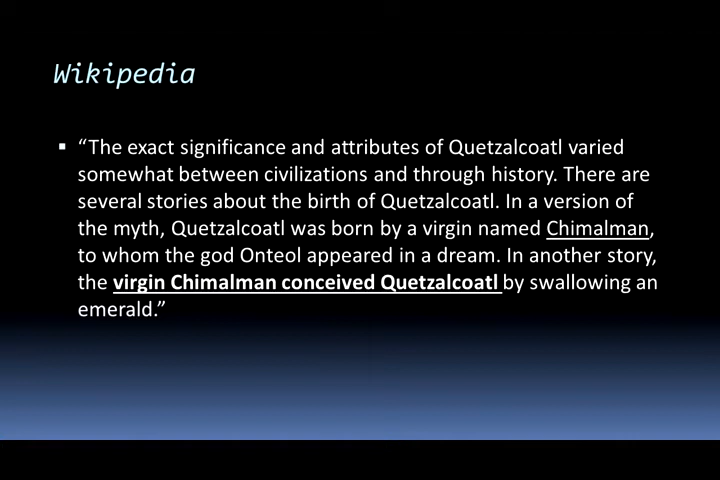 Wikipedia
▪ “The exact significance and attributes of Quetzalcoatl varied
somewhat between civilizations and through history. There are
several stories about the birth of Quetzalcoatl. In a version of
the myth, Quetzalcoatl was born by a virgin named Chimalman,
to whom the god Onteol appeared in a dream. In another story,
the virgin Chimalman conceived Quetzalcoatl by swallowing an
emerald.”